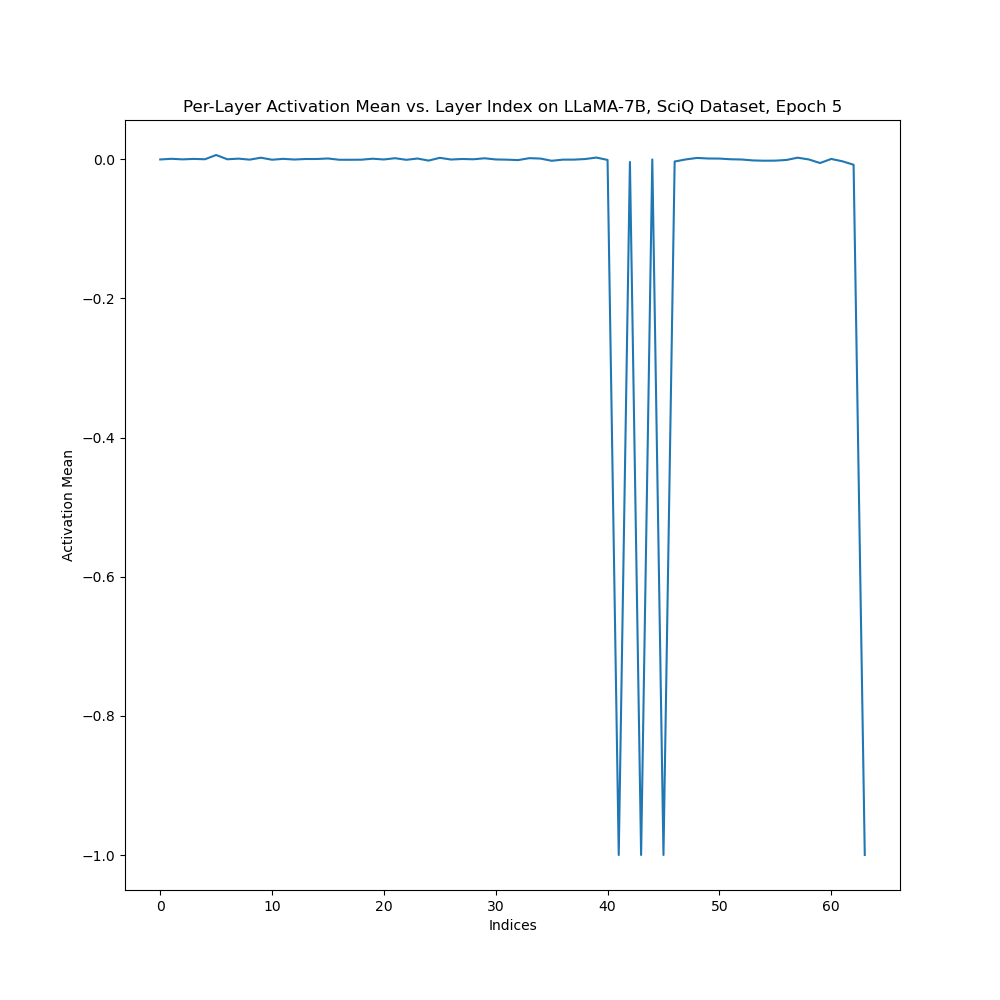 Per-Layer Activation Mean vs. Layer Index on LLaMA-7B, SciQ Dataset, Epoch 5
0.0
−0.2
−0.4
−0.6
−0.8
−1.0
Activation Mean
0 10 20 30 40 50 60
Indices